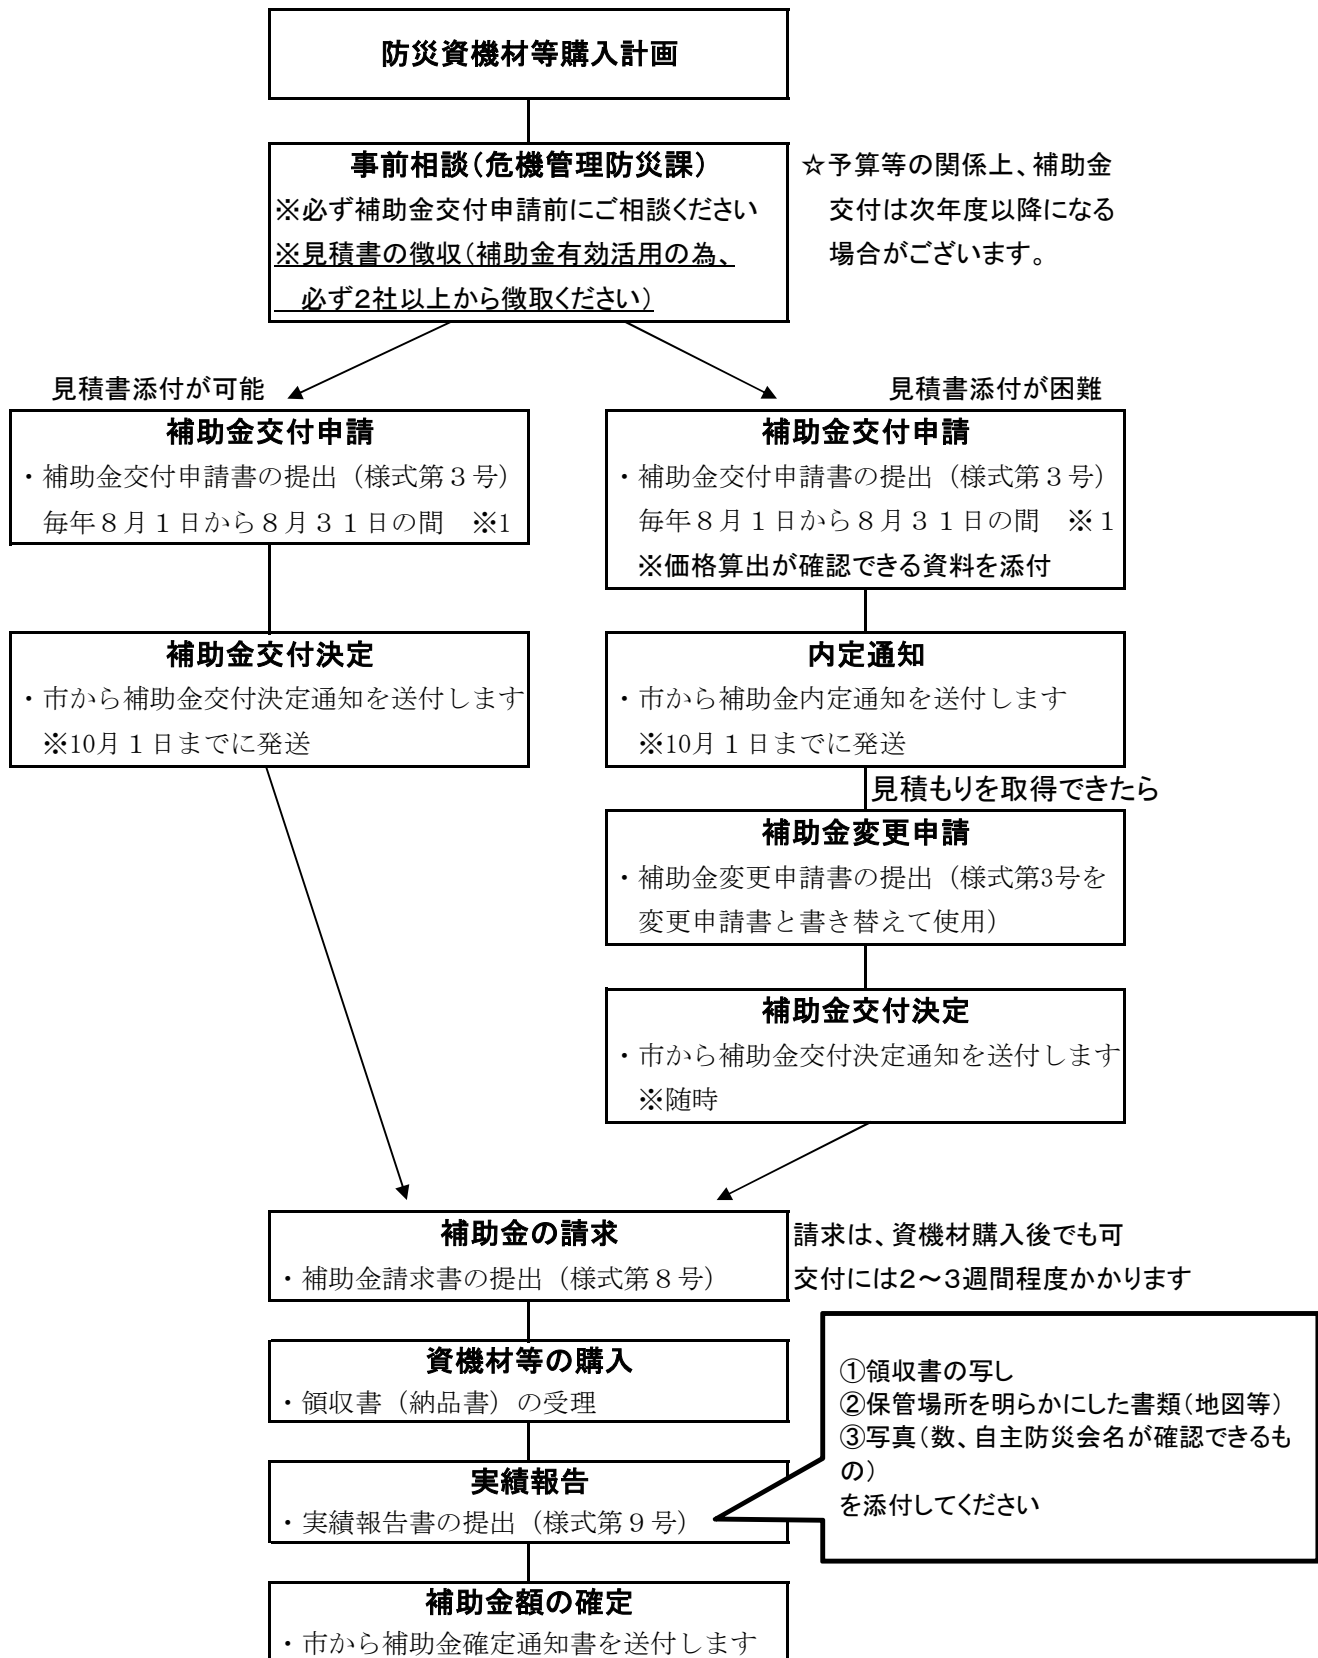 防災資機材等購入計画
事前相談（危機管理防災課）
※必ず補助金交付申請前にご相談ください
※見積書の徴収（補助金有効活用の為、
必ず２社以上から徴取ください）
☆予算等の関係上、補助金
交付は次年度以降になる
場合がございます。
見積書添付が可能
補助金交付申請
・補助金交付申請書の提出（様式第３号）
毎年８月１日から８月３１日の間　※1
補助金交付決定
・市から補助金交付決定通知を送付します
※10月１日までに発送
見積書添付が困難
補助金交付申請
・補助金交付申請書の提出（様式第３号）
毎年８月１日から８月３１日の間　※１
※価格算出が確認できる資料を添付
内定通知
・市から補助金内定通知を送付します
※10月１日までに発送
見積もりを取得できたら
補助金変更申請
・補助金変更申請書の提出（様式第3号を
変更申請書と書き替えて使用）
補助金交付決定
・市から補助金交付決定通知を送付します
※随時
補助金の請求
・補助金請求書の提出（様式第８号）
請求は、資機材購入後でも可
交付には２～３週間程度かかります
資機材等の購入
・領収書（納品書）の受理
実績報告
・実績報告書の提出（様式第９号）
①領収書の写し
②保管場所を明らかにした書類（地図等）
③写真（数、自主防災会名が確認できるも
の）
を添付してください
補助金額の確定
・市から補助金確定通知書を送付します